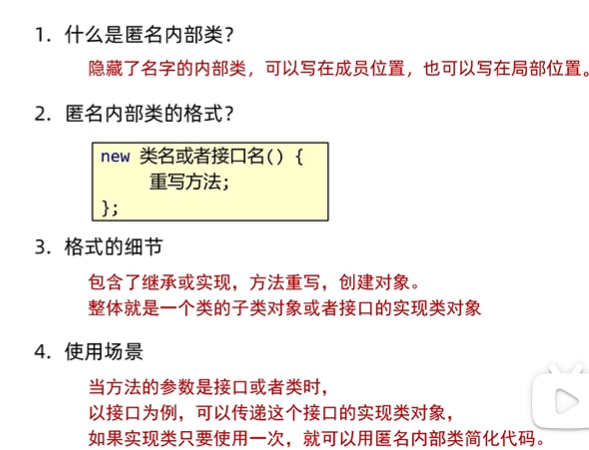 1. 什么是匿名内部类?
隐藏了名字的内部类，可以写在成员位置，也可以写在局部位置。
2. 匿名内部类的格式?
new 类名或者接口名() {
重写方法;
};
3. 格式的细节
包含了继承或实现，方法重写，创建对象。
整体就是一个类的子类对象或者接口的实现类对象
4. 使用场景
当方法的参数是接口或者类时，
以接口为例，可以传递这个接口的实现类对象，
如果实现类只要使用一次，就可以用匿名内部类简化代码。